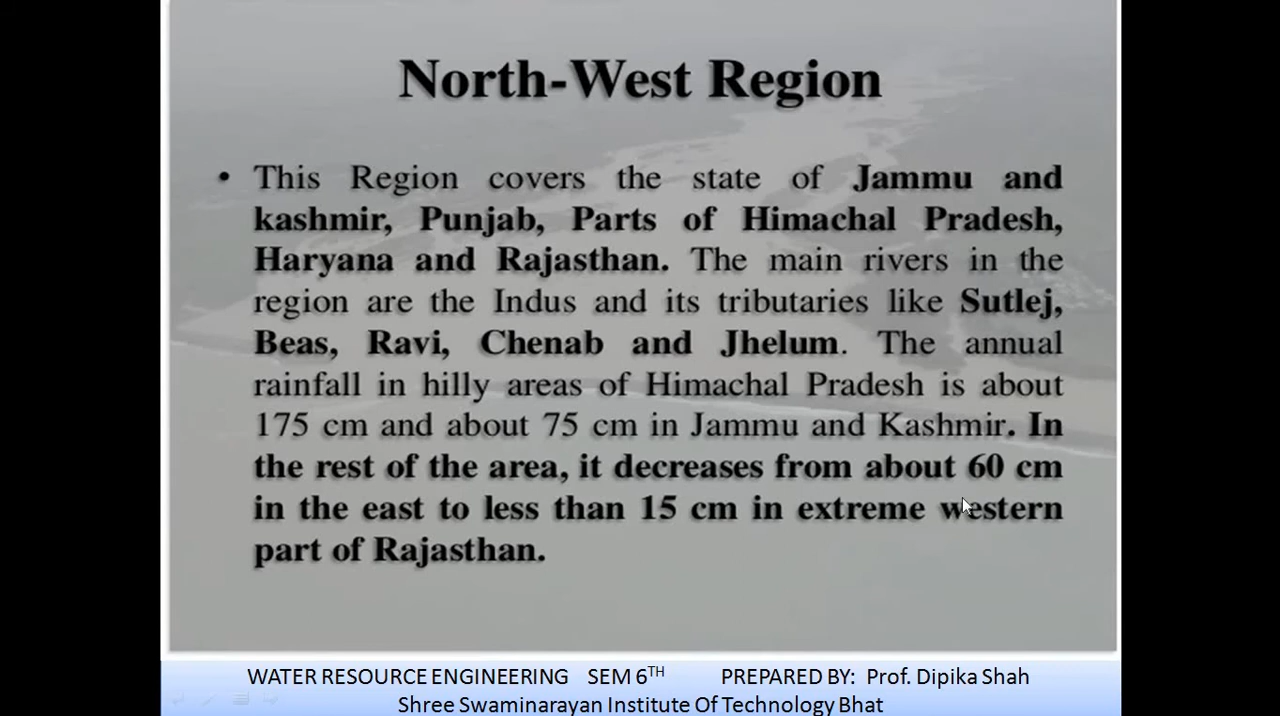 North-West Region
• This Region covers the state of Jammu and
kashmir, Punjab, Parts of Himachal Pradesh,
Haryana and Rajasthan. The main rivers in the
region are the Indus and its tributaries like Sutlej,
Beas, Ravi, Chenab and Jhelum. The annual
rainfall in hilly areas of Himachal Pradesh is about
175 cm and about 75 cm in Jammu and Kashmir. In
the rest of the area, it decreases from about 60 cm
in the east to less than 15 cm in extreme western
part of Rajasthan.
WATER RESOURCE ENGINEERING SEM 6TH PREPARED BY: Prof. Dipika Shah
Shree Swaminarayan Institute Of Technology Bhat